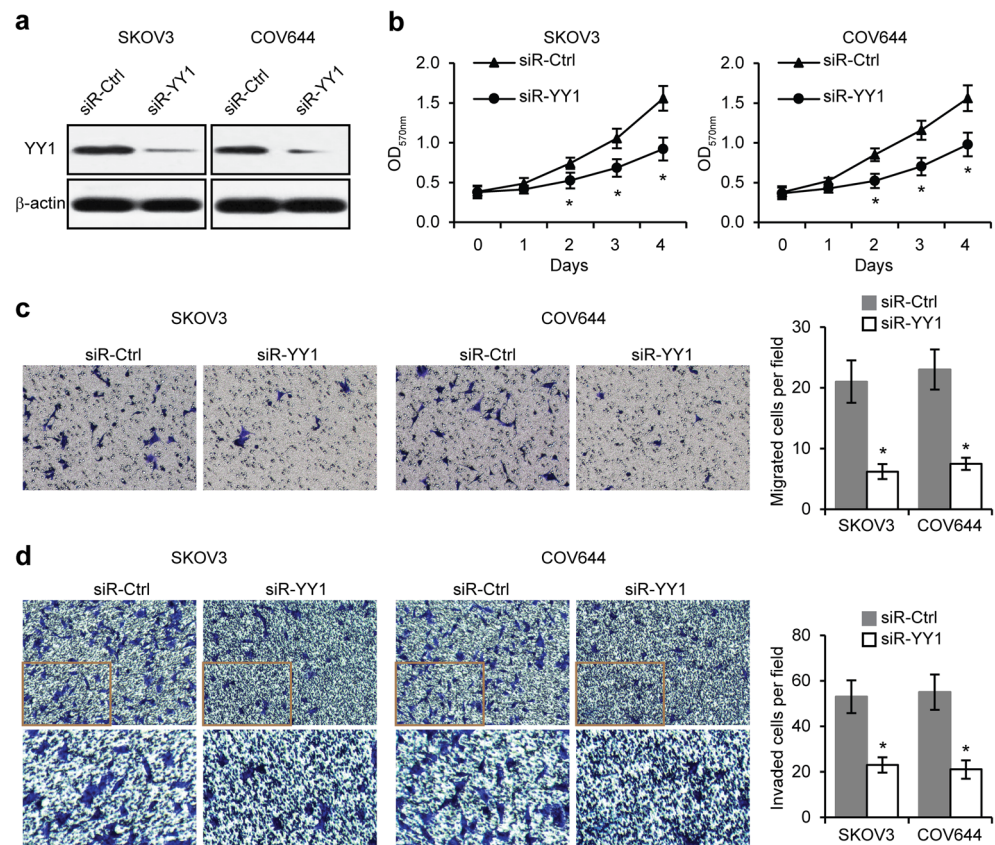 a
SKOV3 COV644
siR-Ctrl siR-YY1 siR-Ctrl siR-YY1
YY1
β-actin
b
SKOV3
siR-Ctrl
siR-YY1
OD570nm
2.0
1.5
1.0
0.5
0.0
* * *
0 1 2 3 4
Days
COV644
siR-Ctrl
siR-YY1
OD570nm
2.0
1.5
1.0
0.5
0.0
* * *
0 1 2 3 4
Days
c
SKOV3 COV644
siR-Ctrl siR-YY1 siR-Ctrl siR-YY1
siR-Ctrl
siR-YY1
Migrated cells per field
30
20
10
0
* *
SKOV3 COV644
d
SKOV3 COV644
siR-Ctrl siR-YY1 siR-Ctrl siR-YY1
siR-Ctrl
siR-YY1
Invaded cells per field
80
60
40
20
0
* *
SKOV3 COV644